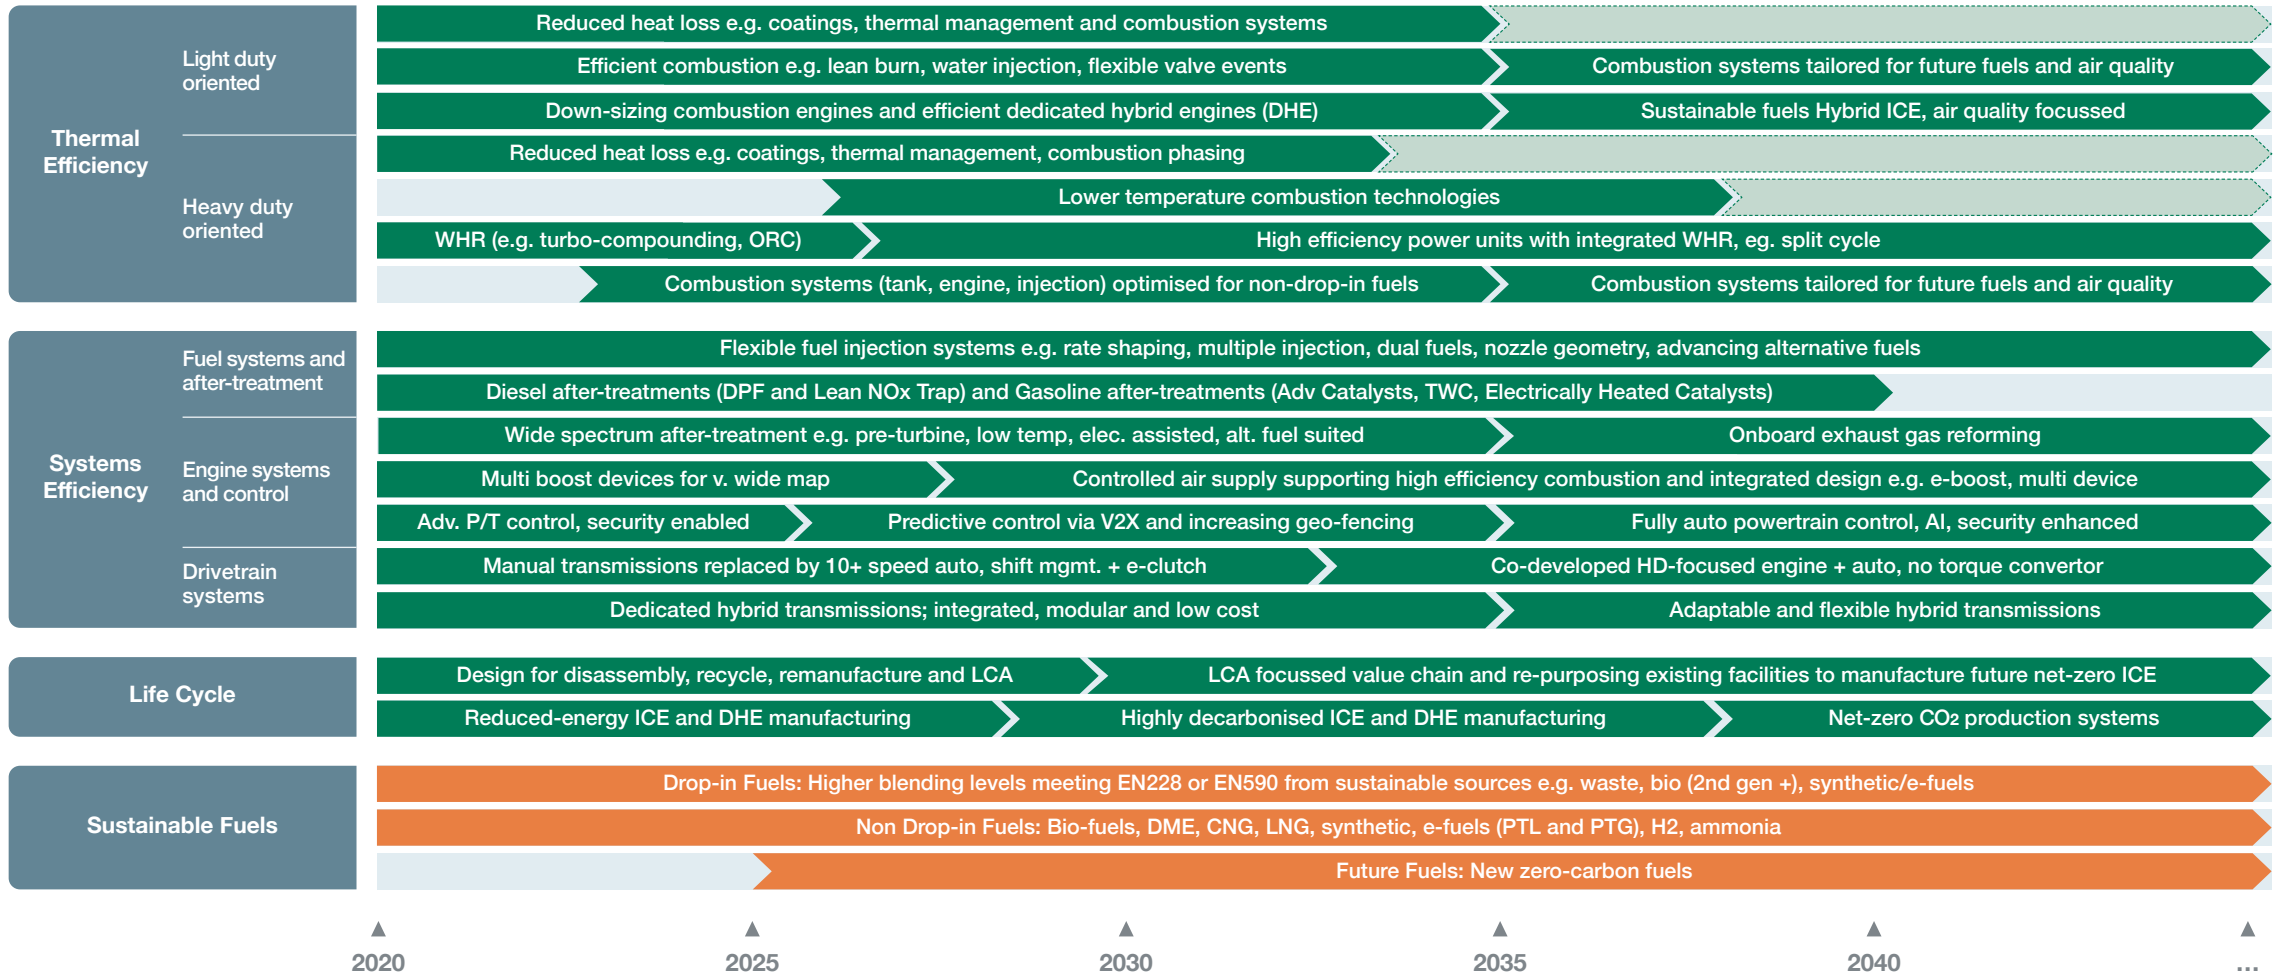 Thermal
Efficiency
Light duty
oriented
Reduced heat loss e.g. coatings, thermal management and combustion systems
Efficient combustion e.g. lean burn, water injection, flexible valve events
Combustion systems tailored for future fuels and air quality
Down-sizing combustion engines and efficient dedicated hybrid engines (DHE)
Sustainable fuels Hybrid ICE, air quality focussed
Heavy duty
oriented
Reduced heat loss e.g. coatings, thermal management, combustion phasing
Lower temperature combustion technologies
WHR (e.g. turbo-compounding, ORC)
High efficiency power units with integrated WHR, eg. split cycle
Combustion systems (tank, engine, injection) optimised for non-drop-in fuels
Combustion systems tailored for future fuels and air quality
Systems
Efficiency
Fuel systems and
after-treatment
Flexible fuel injection systems e.g. rate shaping, multiple injection, dual fuels, nozzle geometry, advancing alternative fuels
Diesel after-treatments (DPF and Lean NOx Trap) and Gasoline after-treatments (Adv Catalysts, TWC, Electrically Heated Catalysts)
Engine systems
and control
Wide spectrum after-treatment e.g. pre-turbine, low temp, elec. assisted, alt. fuel suited
Onboard exhaust gas reforming
Multi boost devices for v. wide map
Controlled air supply supporting high efficiency combustion and integrated design e.g. e-boost, multi device
Adv. P/T control, security enabled
Predictive control via V2X and increasing geo-fencing
Fully auto powertrain control, AI, security enhanced
Drivetrain
systems
Manual transmissions replaced by 10+ speed auto, shift mgmt. + e-clutch
Co-developed HD-focused engine + auto, no torque convertor
Dedicated hybrid transmissions; integrated, modular and low cost
Adaptable and flexible hybrid transmissions
Life Cycle
Design for disassembly, recycle, remanufacture and LCA
LCA focussed value chain and re-purposing existing facilities to manufacture future net-zero ICE
Reduced-energy ICE and DHE manufacturing
Highly decarbonised ICE and DHE manufacturing
Net-zero CO2 production systems
Sustainable Fuels
Drop-in Fuels: Higher blending levels meeting EN228 or EN590 from sustainable sources e.g. waste, bio (2nd gen +), synthetic/e-fuels
Non Drop-in Fuels: Bio-fuels, DME, CNG, LNG, synthetic, e-fuels (PTL and PTG), H2, ammonia
Future Fuels: New zero-carbon fuels
2020
2025
2030
2035
2040
...